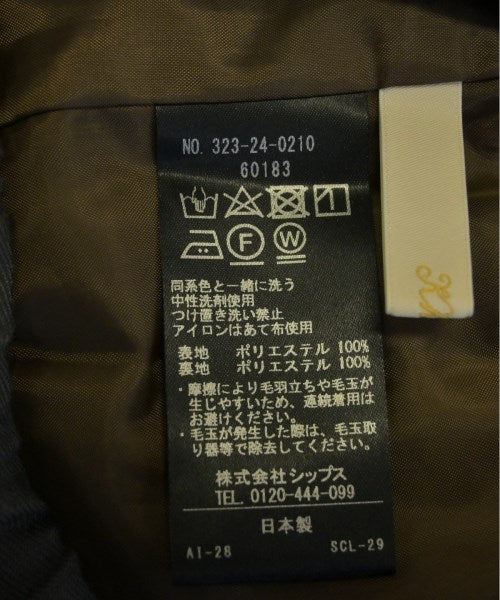 NO. 323-24-0210
60183
F W
同系色と一緒に洗う
中性洗剤使用
つけ置き洗い禁止
アイロンはあて布使用
表地 ポリエステル 100%
裏地 ポリエステル 100%
・摩擦により毛羽立ちや毛玉が
生じやすいため、連続着用は
お避けください。
・毛玉が発生した際は、毛玉取
り器等で除去してください。
株式会社シップス
TEL. 0120-444-099
日本製
AI-28 SCL-29